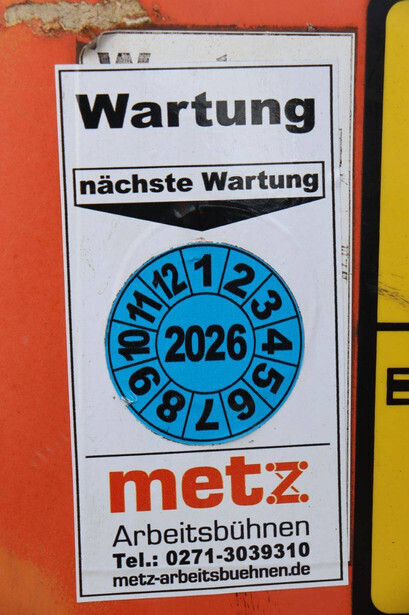 Wartung
nächste Wartung
12 1 2 3 4 5 6 7 8 9 10 11
2026
metz
Arbeitsbühnen
Tel.: 0271-3039310
metz-arbeitsbuehnen.de
E